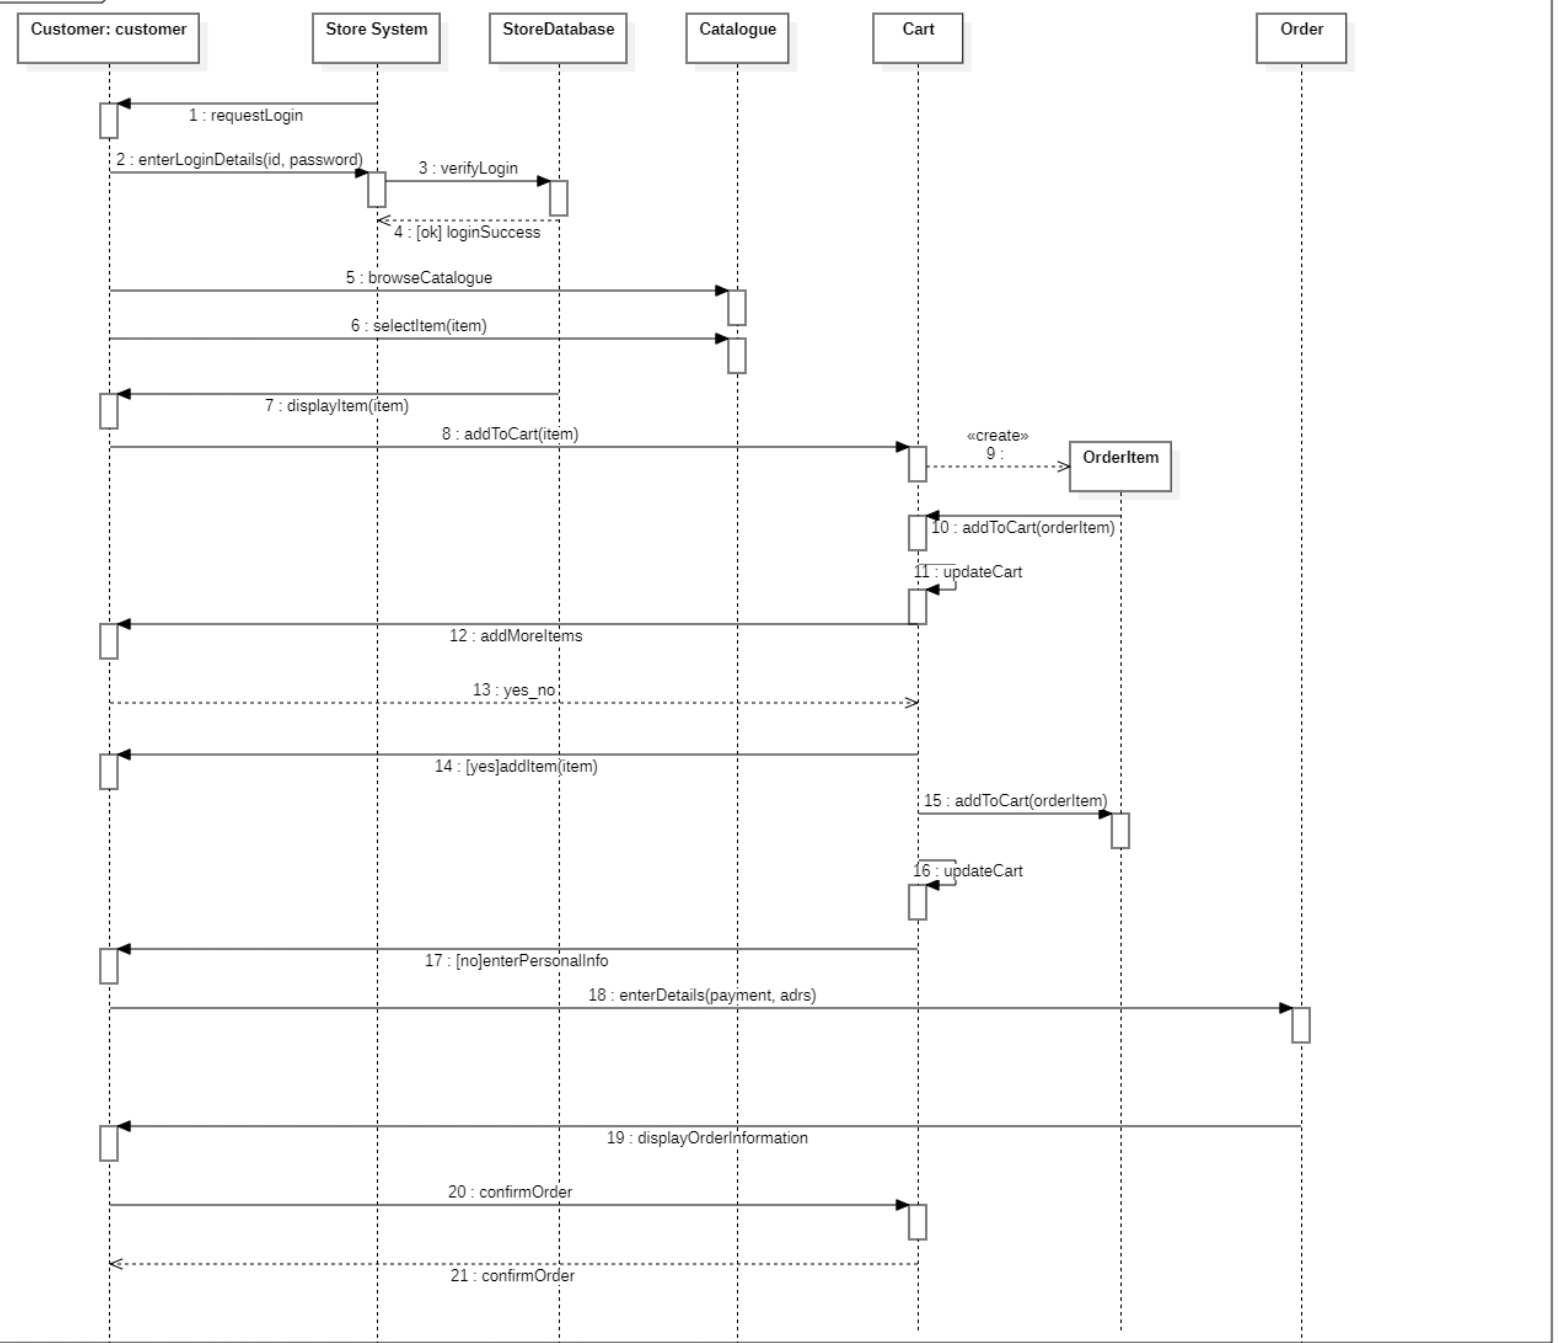 Customer: customer
Store System
StoreDatabase
Catalogue
Cart
Order
1 : requestLogin
2 : enterLoginDetails(id, password)
3 : verifyLogin
4 : [ok] loginSuccess
5 : browseCatalogue
6 : selectItem(item)
7 : displayItem(item)
8 : addToCart(item)
«create»
9 :
OrderItem
10 : addToCart(orderItem)
11 : updateCart
12 : addMoreItems
13 : yes_no
14 : [yes]addItem(item)
15 : addToCart(orderItem)
16 : updateCart
17 : [no]enterPersonalInfo
18 : enterDetails(payment, adrs)
19 : displayOrderInformation
20 : confirmOrder
21 : confirmOrder